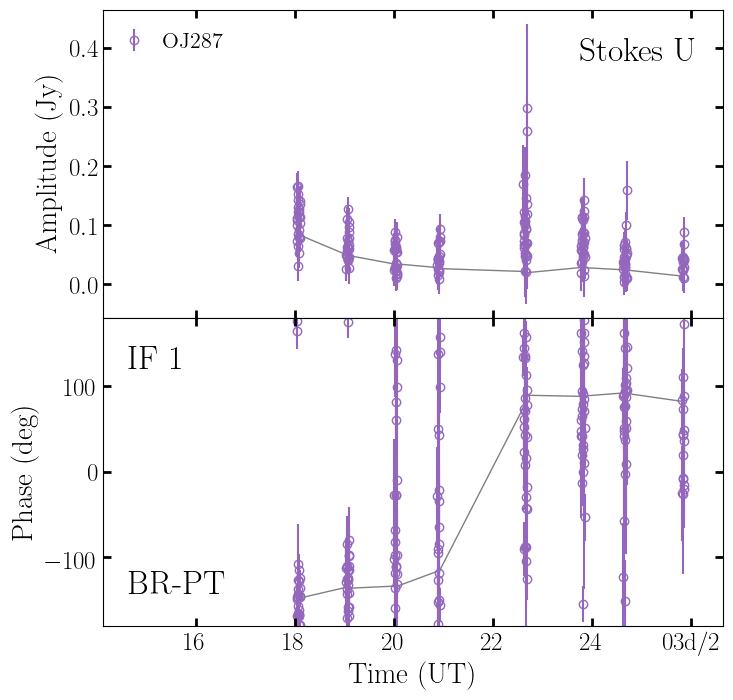 OJ287
Stokes U
Amplitude (Jy)
0.4
0.3
0.2
0.1
0.0
IF 1
BR-PT
Phase (deg)
100
0
−100
16 18 20 22 24 03d/2
Time (UT)